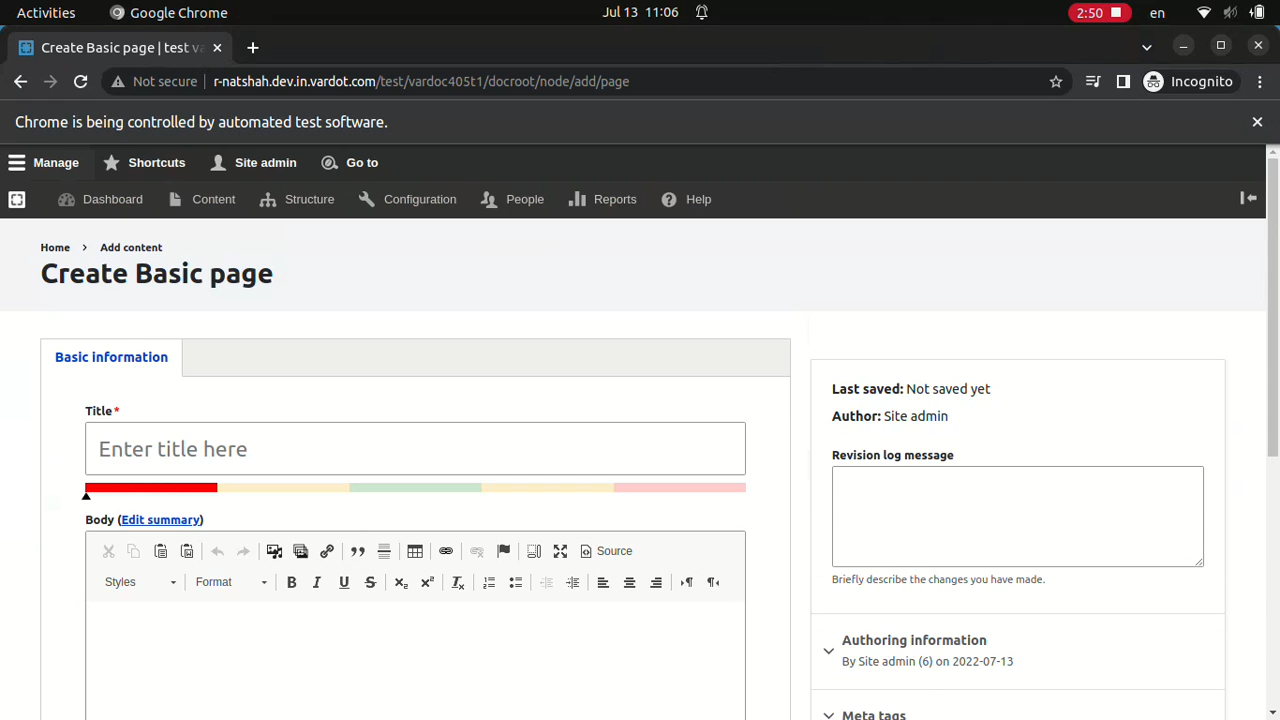 Activities Google Chrome Jul 13 11:06 2:50 en
Create Basic page | test va
Not secure r-natshah.dev.in.vardot.com/test/vardoc405t1/docroot/node/add/page Incognito
Chrome is being controlled by automated test software.
Manage Shortcuts Site admin Go to
Dashboard Content Structure Configuration People Reports Help
Home › Add content
Create Basic page
Basic information
Title*
Enter title here
Body (Edit summary)
Source
Styles Format B I U S x₂ x² Tx
Last saved: Not saved yet
Author: Site admin
Revision log message
Briefly describe the changes you have made.
Authoring information
By Site admin (6) on 2022-07-13
Meta tags